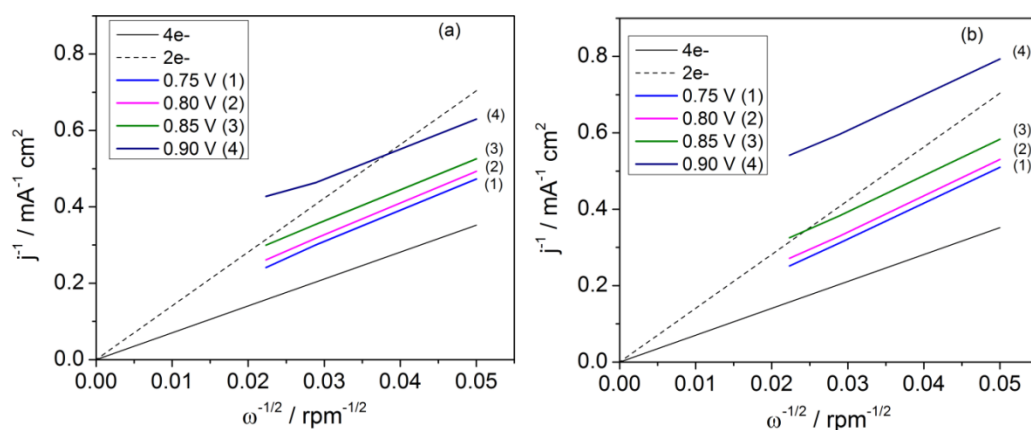 (a)
4e-
2e-
0.75 V (1)
0.80 V (2)
0.85 V (3)
0.90 V (4)
(4)
(3)
(2)
(1)
0.8
0.6
0.4
0.2
0.0
j⁻¹ / mA⁻¹ cm²
0.00 0.01 0.02 0.03 0.04 0.05
ω⁻¹/² / rpm⁻¹/²
(b)
4e-
2e-
0.75 V (1)
0.80 V (2)
0.85 V (3)
0.90 V (4)
(4)
(3)
(2)
(1)
0.8
0.6
0.4
0.2
0.0
j⁻¹ / mA⁻¹ cm²
0.00 0.01 0.02 0.03 0.04 0.05
ω⁻¹/² / rpm⁻¹/²